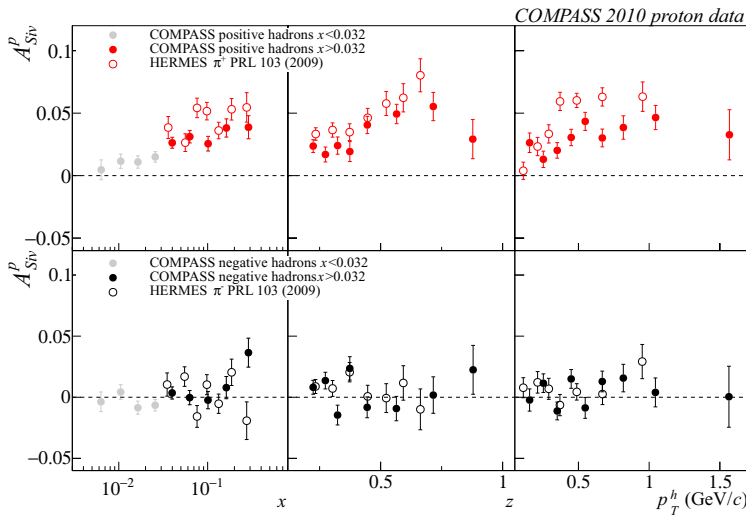 COMPASS 2010 proton data
A^p_Siv
COMPASS positive hadrons x<0.032
COMPASS positive hadrons x>0.032
HERMES π⁺ PRL 103 (2009)
0.1
0.05
0
−0.05
A^p_Siv
COMPASS negative hadrons x<0.032
COMPASS negative hadrons x>0.032
HERMES π⁻ PRL 103 (2009)
0.1
0.05
0
−0.05
10⁻² 10⁻¹ 0.5 1 0.5 1 1.5
x z p_T^h (GeV/c)